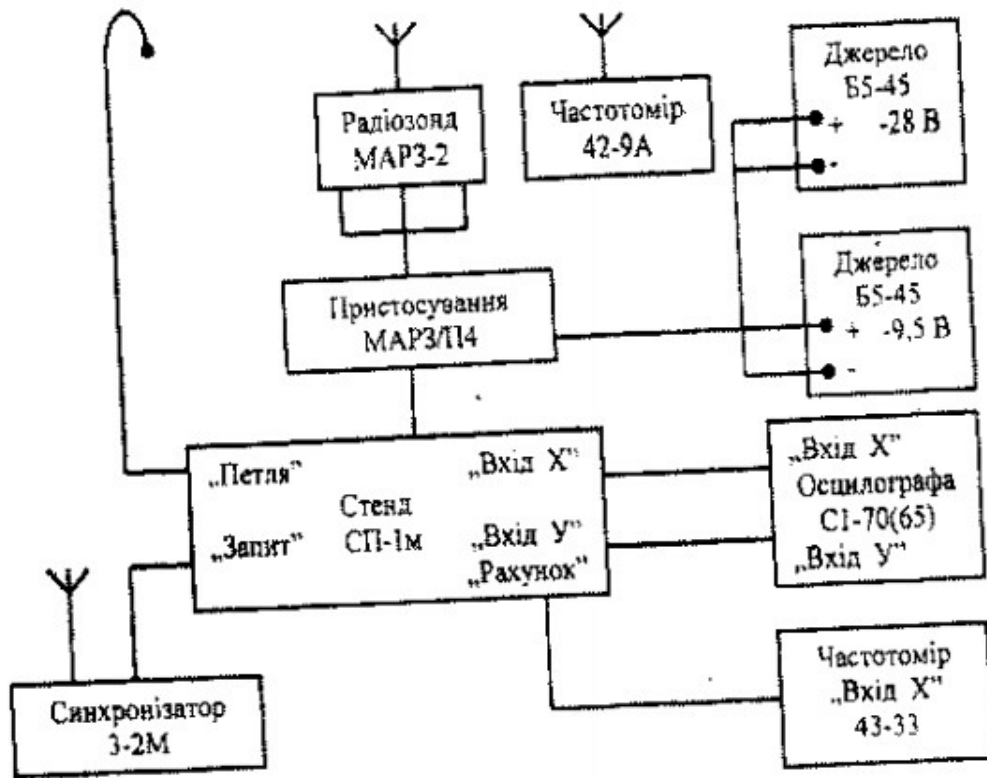 Радіозонд
МАРЗ-2
Частотомір
42-9А
Джерело
Б5-45
+ -28 В
-
Пристосування
МАРЗ/П4
Джерело
Б5-45
+ -9,5 В
-
„Петля” „Вхід Х”
Стенд
„Запит” СП-1м „Вхід У”
„Рахунок”
„Вхід Х”
Осцилографа
С1-70(65)
„Вхід У”
Синхронізатор
З-2М
Частотомір
„Вхід Х”
43-33